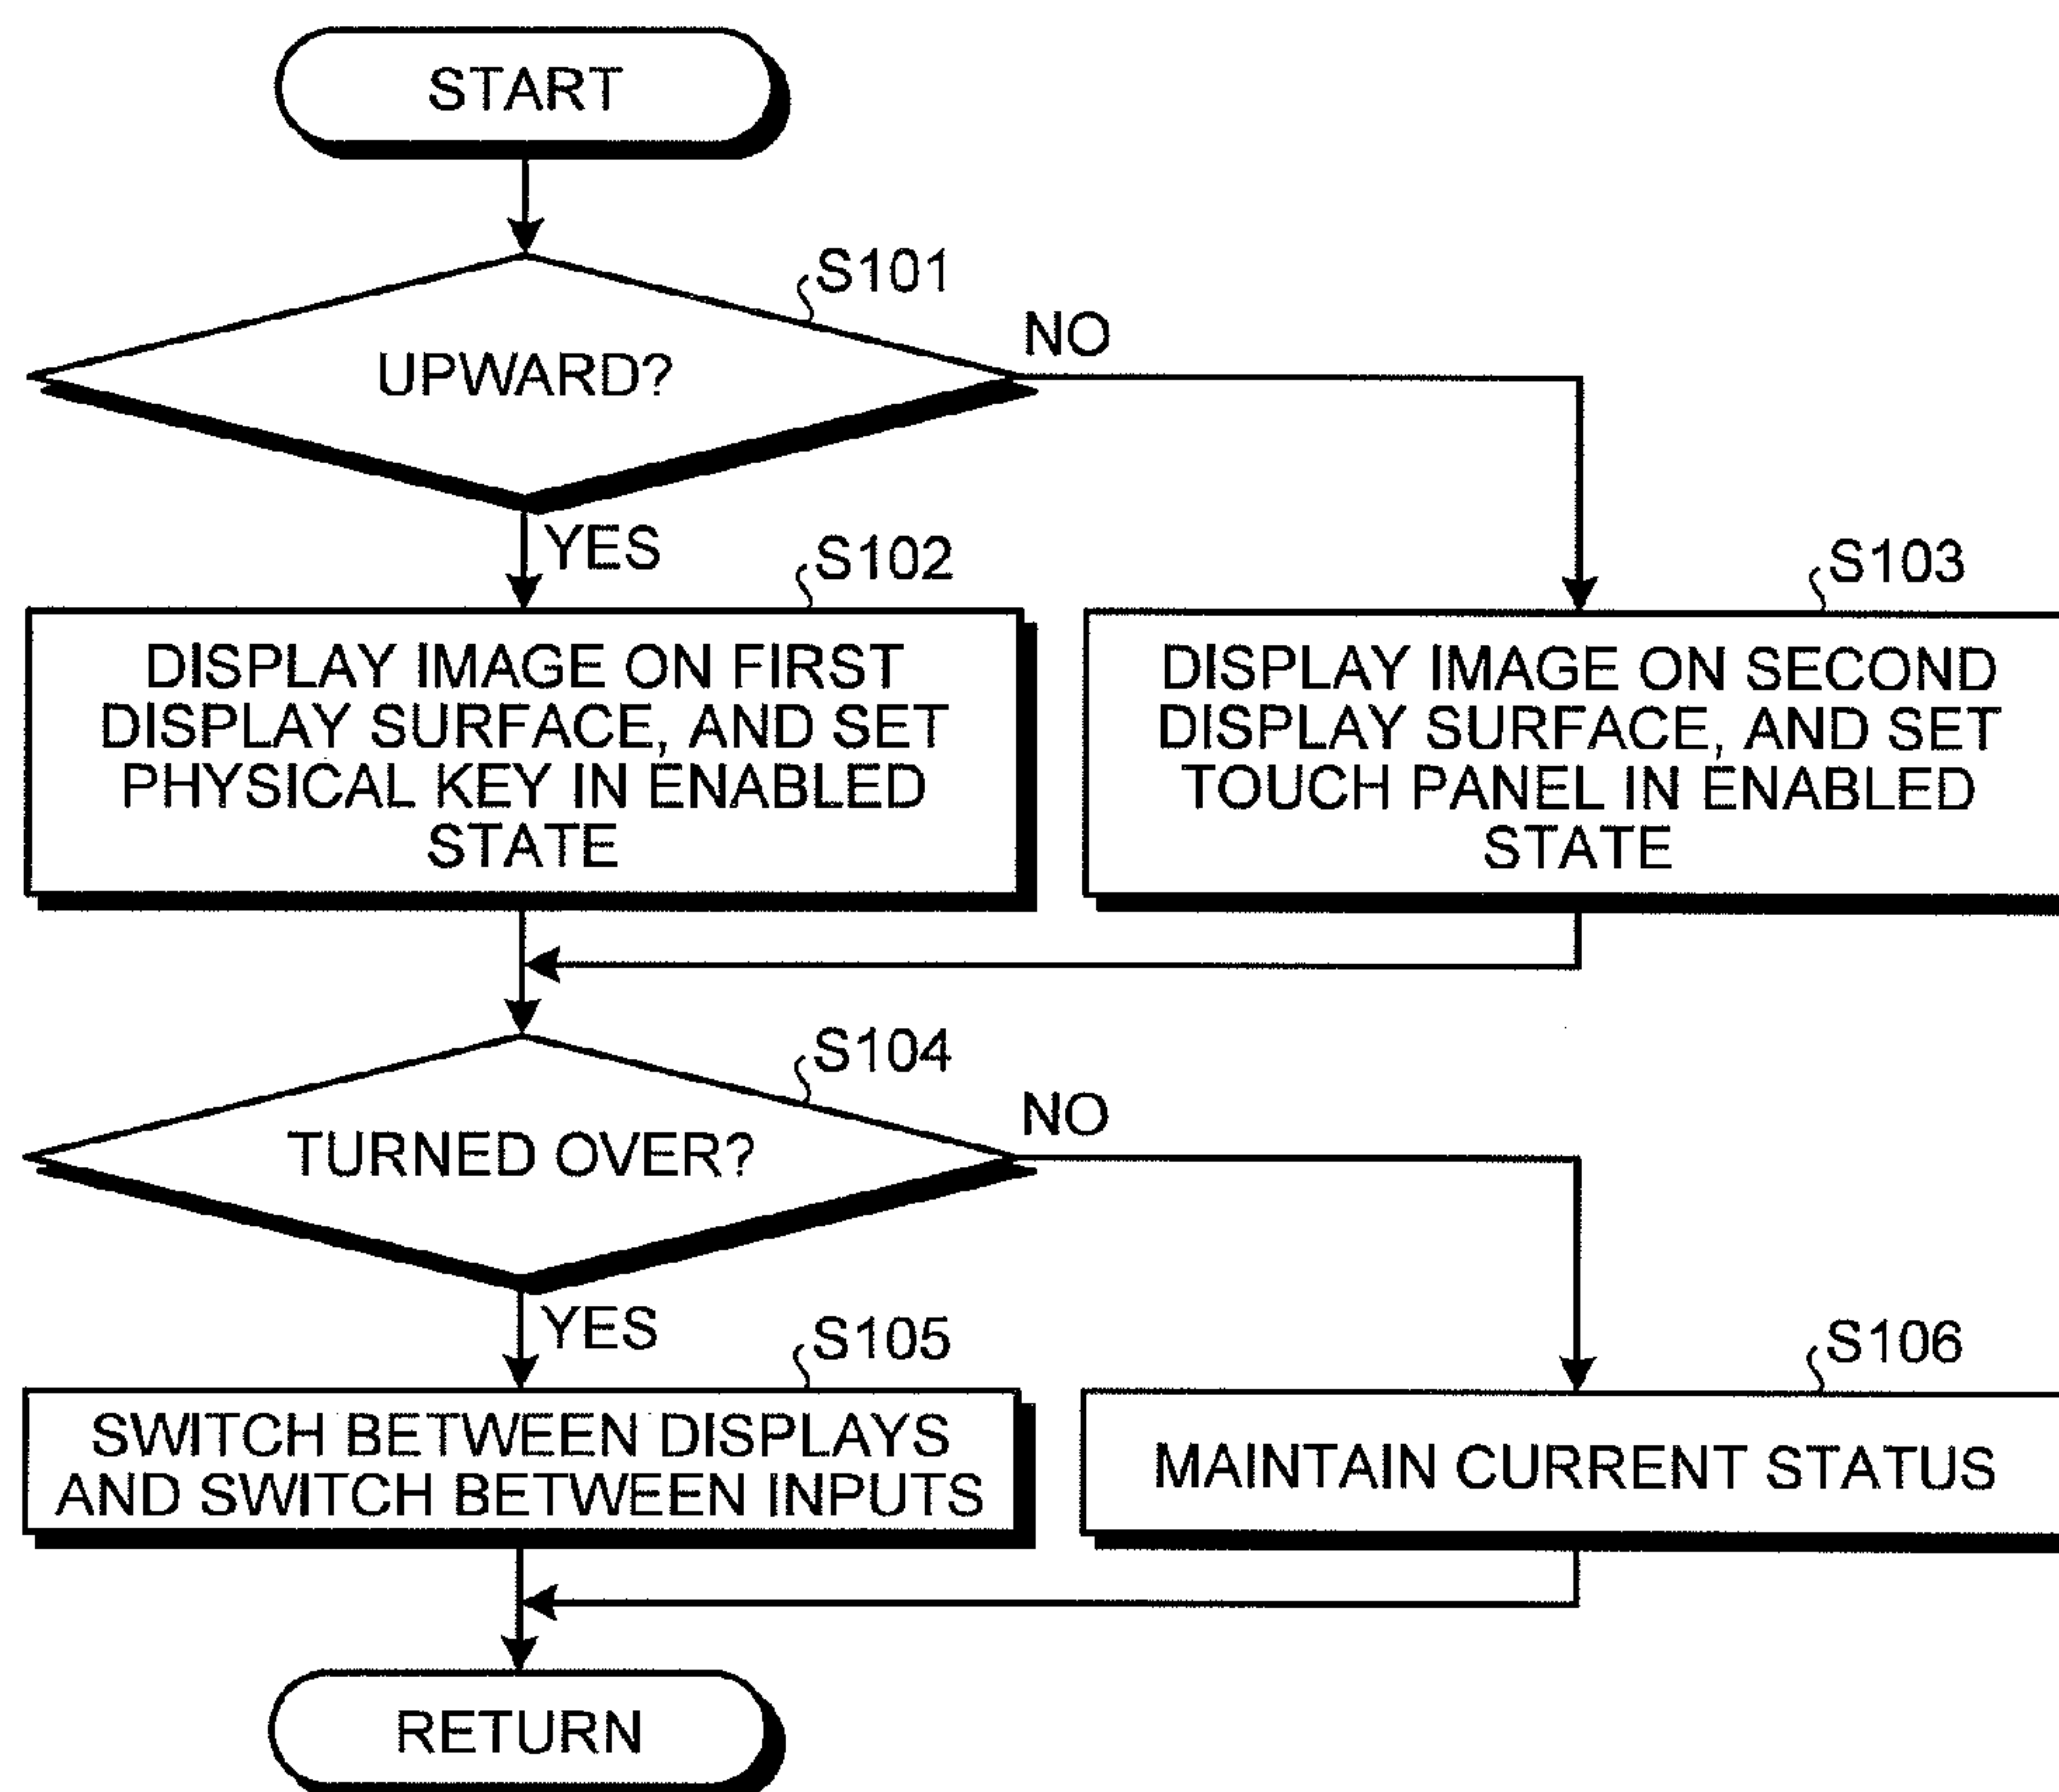 START
S101
UPWARD?
NO
YES
S102
DISPLAY IMAGE ON FIRST
DISPLAY SURFACE, AND SET
PHYSICAL KEY IN ENABLED
STATE
S103
DISPLAY IMAGE ON SECOND
DISPLAY SURFACE, AND SET
TOUCH PANEL IN ENABLED
STATE
S104
TURNED OVER?
NO
YES
S105
SWITCH BETWEEN DISPLAYS
AND SWITCH BETWEEN INPUTS
S106
MAINTAIN CURRENT STATUS
RETURN